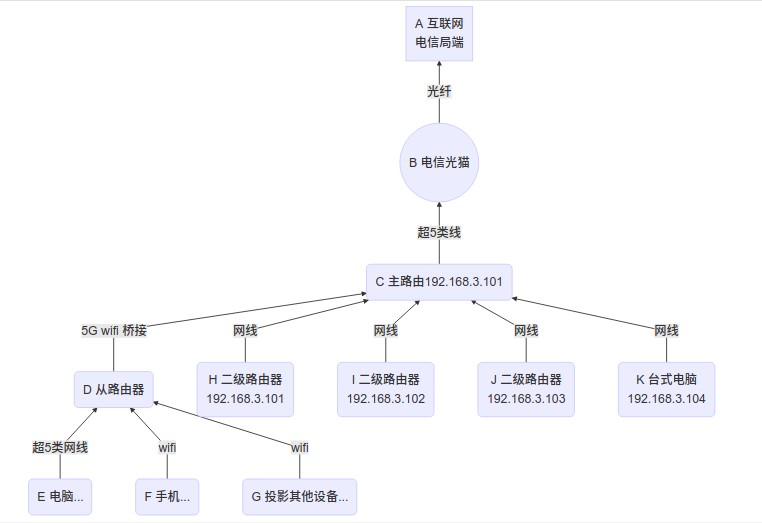 A 互联网
电信局端
光纤
B 电信光猫
超5类线
C 主路由192.168.3.101
5G wifi 桥接
网线
网线
网线
网线
D 从路由器
H 二级路由器
192.168.3.101
I 二级路由器
192.168.3.102
J 二级路由器
192.168.3.103
K 台式电脑
192.168.3.104
超5类网线
wifi
wifi
E 电脑...
F 手机...
G 投影其他设备...